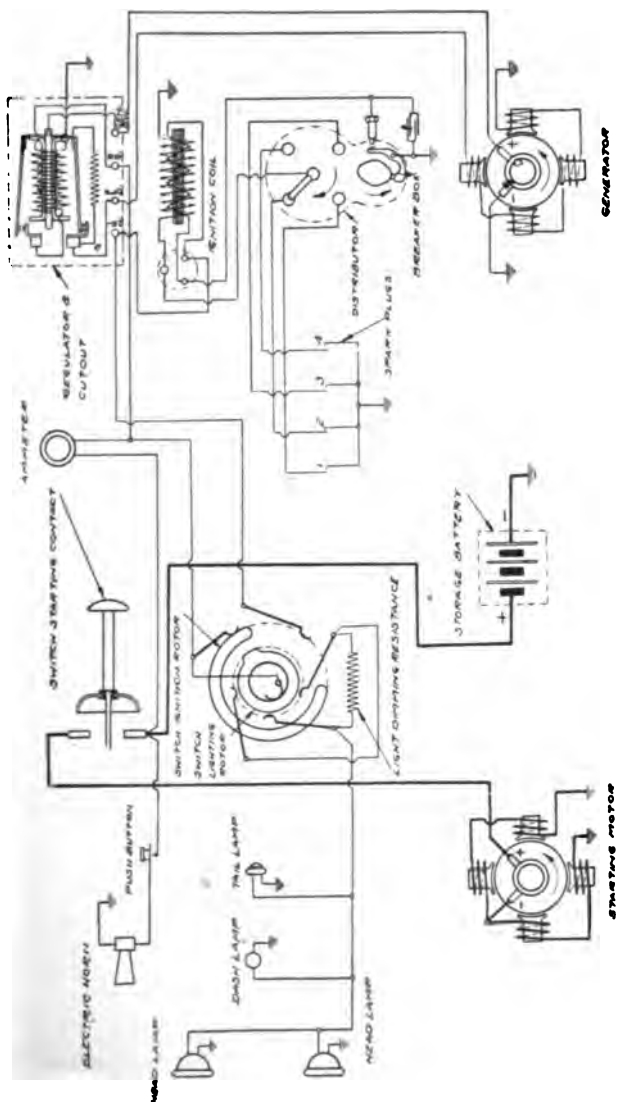 ELECTRIC HORN
PUSH BUTTON
SWITCH STARTING CONTACT
AMMETER
REGULATOR &
CUTOUT
HEAD LAMP
DASH LAMP
TAIL LAMP
SWITCH IGNITION ROTOR
SWITCH
LIGHTING
ROTOR
IGNITION COIL
HEAD LAMP
LIGHT DIMMING RESISTANCE
1
2
3
4
SPARK PLUGS
DISTRIBUTOR
BREAKER BOX
STORAGE BATTERY
+
-
STARTING MOTOR
+
-
GENERATOR
+
-